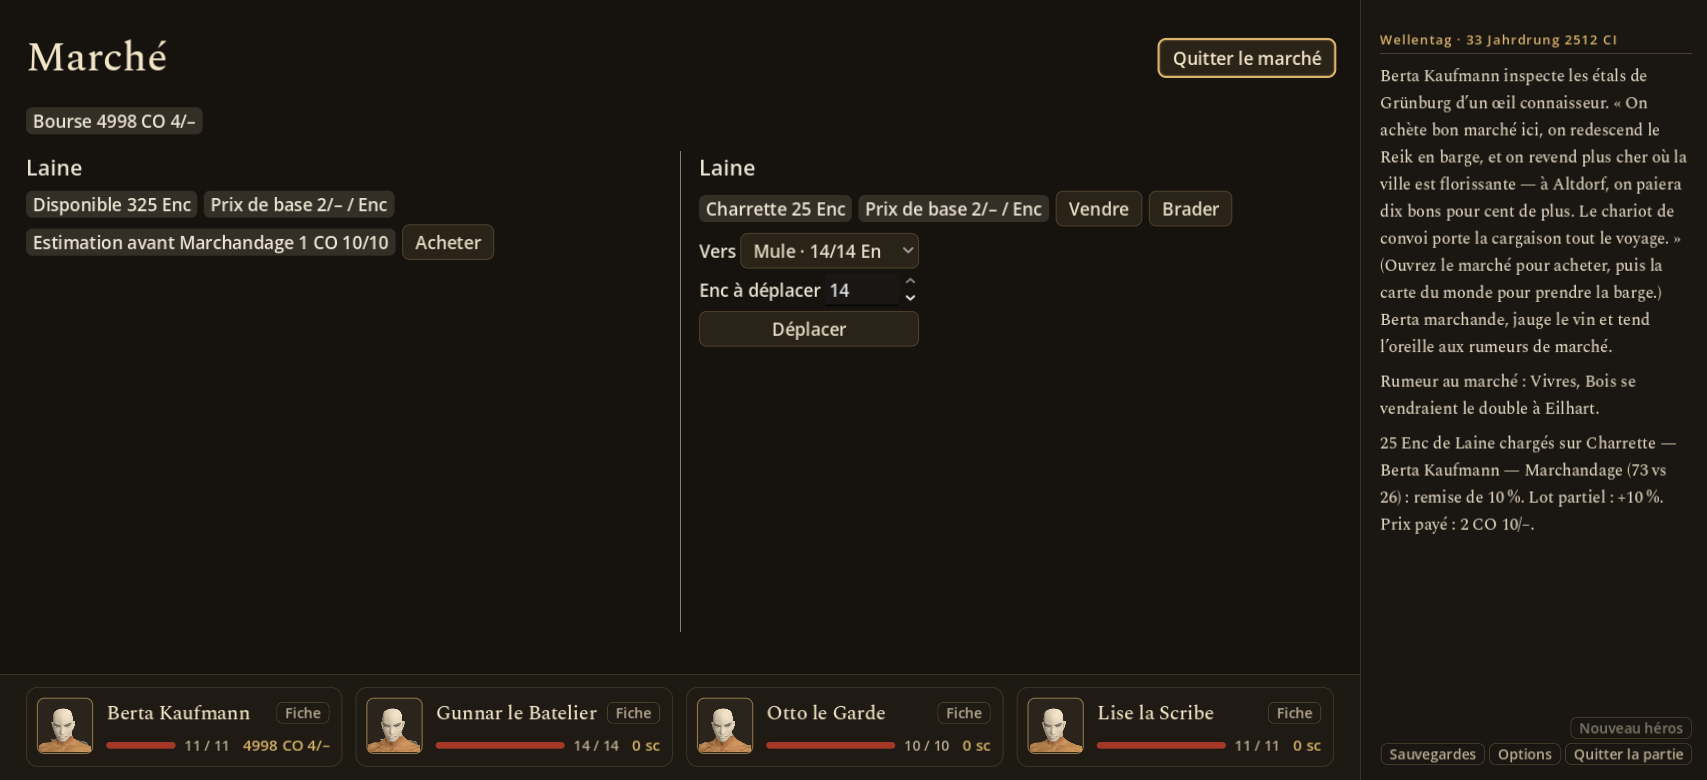 Marché
Quitter le marché
Bourse 4998 CO 4/–
Laine
Disponible 325 Enc
Prix de base 2/– / Enc
Estimation avant Marchandage 1 CO 10/10
Acheter
Laine
Charrette 25 Enc
Prix de base 2/– / Enc
Vendre
Brader
Vers
Mule · 14/14 En
Enc à déplacer
14
Déplacer
Wellentag · 33 Jahrdrung 2512 CI
Berta Kaufmann inspecte les étals de
Grünburg d’un œil connaisseur. « On
achète bon marché ici, on redescend le
Reik en barge, et on revend plus cher où la
ville est florissante — à Altdorf, on paiera
dix bons pour cent de plus. Le chariot de
convoi porte la cargaison tout le voyage. »
(Ouvrez le marché pour acheter, puis la
carte du monde pour prendre la barge.)
Berta marchande, jauge le vin et tend
l’oreille aux rumeurs de marché.
Rumeur au marché : Vivres, Bois se
vendraient le double à Eilhart.
25 Enc de Laine chargés sur Charrette —
Berta Kaufmann — Marchandage (73 vs
26) : remise de 10 %. Lot partiel : +10 %.
Prix payé : 2 CO 10/–.
Berta Kaufmann
Fiche
11 / 11
4998 CO 4/–
Gunnar le Batelier
Fiche
14 / 14
0 sc
Otto le Garde
Fiche
10 / 10
0 sc
Lise la Scribe
Fiche
11 / 11
0 sc
Nouveau héros
Sauvegardes
Options
Quitter la partie